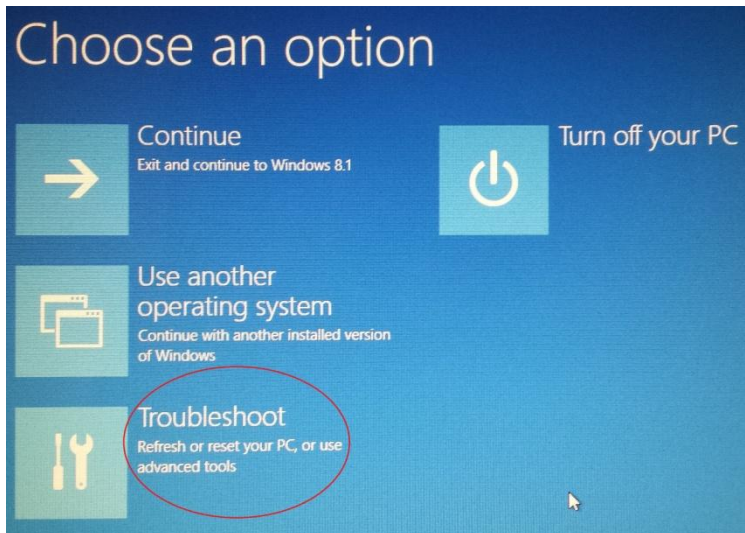 Choose an option
Continue
Exit and continue to Windows 8.1
Turn off your PC
Use another
operating system
Continue with another installed version
of Windows
Troubleshoot
Refresh or reset your PC, or use
advanced tools